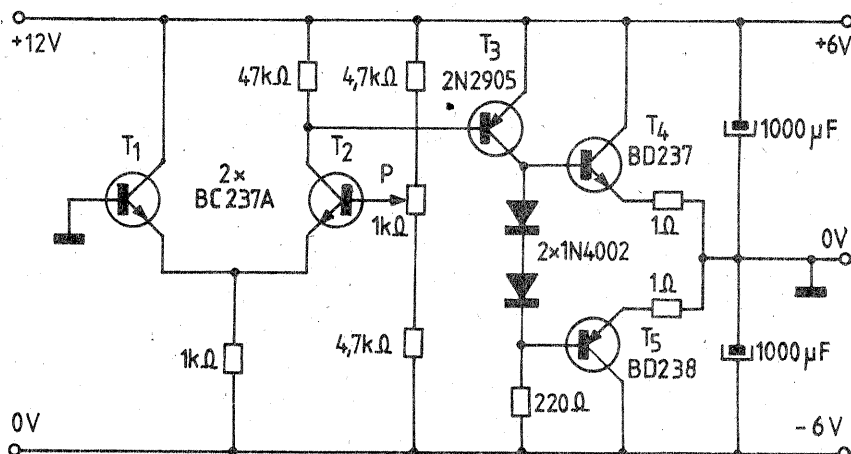 +12V
+6V
47kΩ
4,7kΩ
T3
2N2905
T1
T2
T4
BD237
1000µF
2×
BC237A
P
1kΩ
1Ω
0V
2×1N4002
1Ω
1kΩ
4,7kΩ
T5
BD238
1000µF
220Ω
0V
-6V